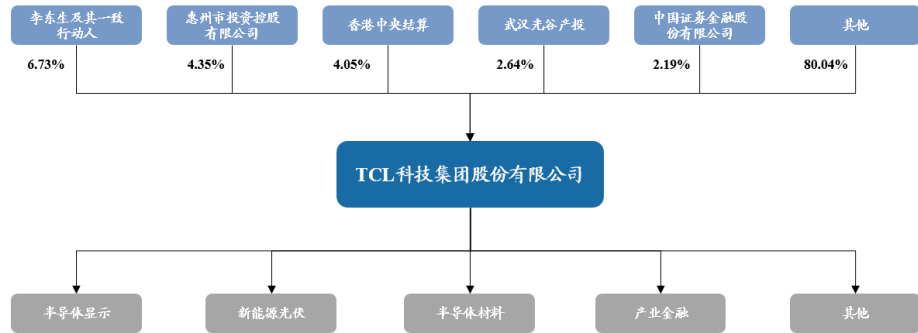 李东生及其一致
行动人
惠州市投资控股
有限公司
香港中央结算
武汉光谷产投
中国证券金融股
份有限公司
其他
6.73%
4.35%
4.05%
2.64%
2.19%
80.04%
TCL科技集团股份有限公司
半导体显示
新能源光伏
半导体材料
产业金融
其他